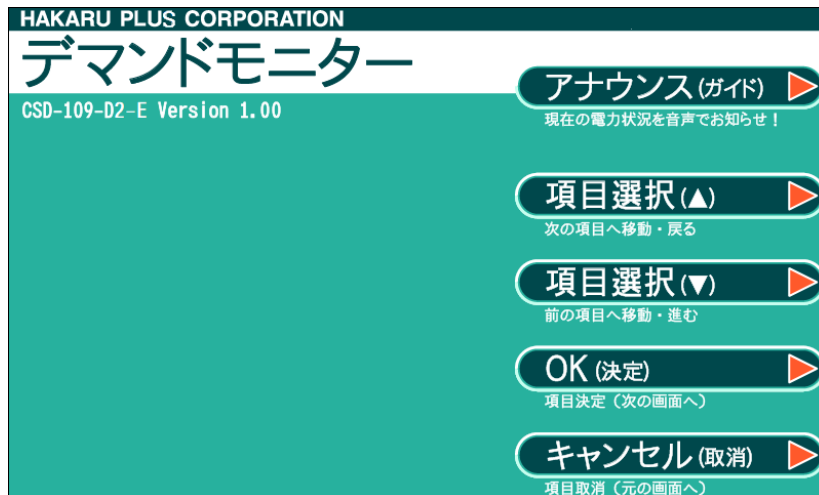 HAKARU PLUS CORPORATION
デマンドモニター
CSD-109-D2-E Version 1.00
アナウンス(ガイド)
現在の電力状況を音声でお知らせ!
項目選択(▲)
次の項目へ移動・戻る
項目選択(▼)
前の項目へ移動・進む
OK(決定)
項目決定(次の画面へ)
キャンセル(取消)
項目取消(元の画面へ)